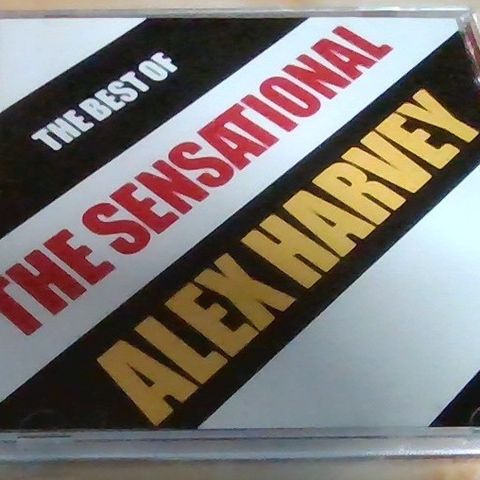 THE BEST OF
THE SENSATIONAL
ALEX HARVEY